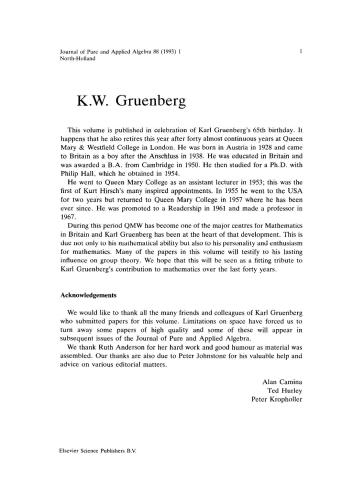 Journal of Pure and Applied Algebra 88 (1993) 1
1
North-Holland
K.W. Gruenberg
This volume is published in celebration of Karl Gruenberg's 65th birthday. It
happens that he also retires this year after forty almost continuous years at Queen
Mary & Westfield College in London. He was born in Austria in 1928 and came
to Britain as a boy after the Anschluss in 1938. He was educated in Britain and
was awarded a B.A. from Cambridge in 1950. He then studied for a Ph.D. with
Philip Hall, which he obtained in 1954.
He went to Queen Mary College as an assistant lecturer in 1953; this was the
first of Kurt Hirsch's many inspired appointments. In 1955 he went to the USA
for two years but returned to Queen Mary College in 1957 where he has been
ever since. He was promoted to a Readership in 1961 and made a professor in
1967.
During this period QMW has become one of the major centres for Mathematics
in Britain and Karl Gruenberg has been at the heart of that development. This is
due not only to his mathematical ability but also to his personality and enthusiasm
for mathematics. Many of the papers in this volume will testify to his lasting
influence on group theory. We hope that this will be seen as a fitting tribute to
Karl Gruenberg's contribution to mathematics over the last forty years.
Acknowledgements
We would like to thank all the many friends and colleagues of Karl Gruenberg
who submitted papers for this volume. Limitations on space have forced us to
turn away some papers of high quality and some of these will appear in
subsequent issues of the Journal of Pure and Applied Algebra.
We thank Ruth Anderson for her hard work and good humour as material was
assembled. Our thanks are also due to Peter Johnstone for his valuable help and
advice on various editorial matters.
Alan Camina
Ted Hurley
Peter Kropholler
Elsevier Science Publishers B.V.